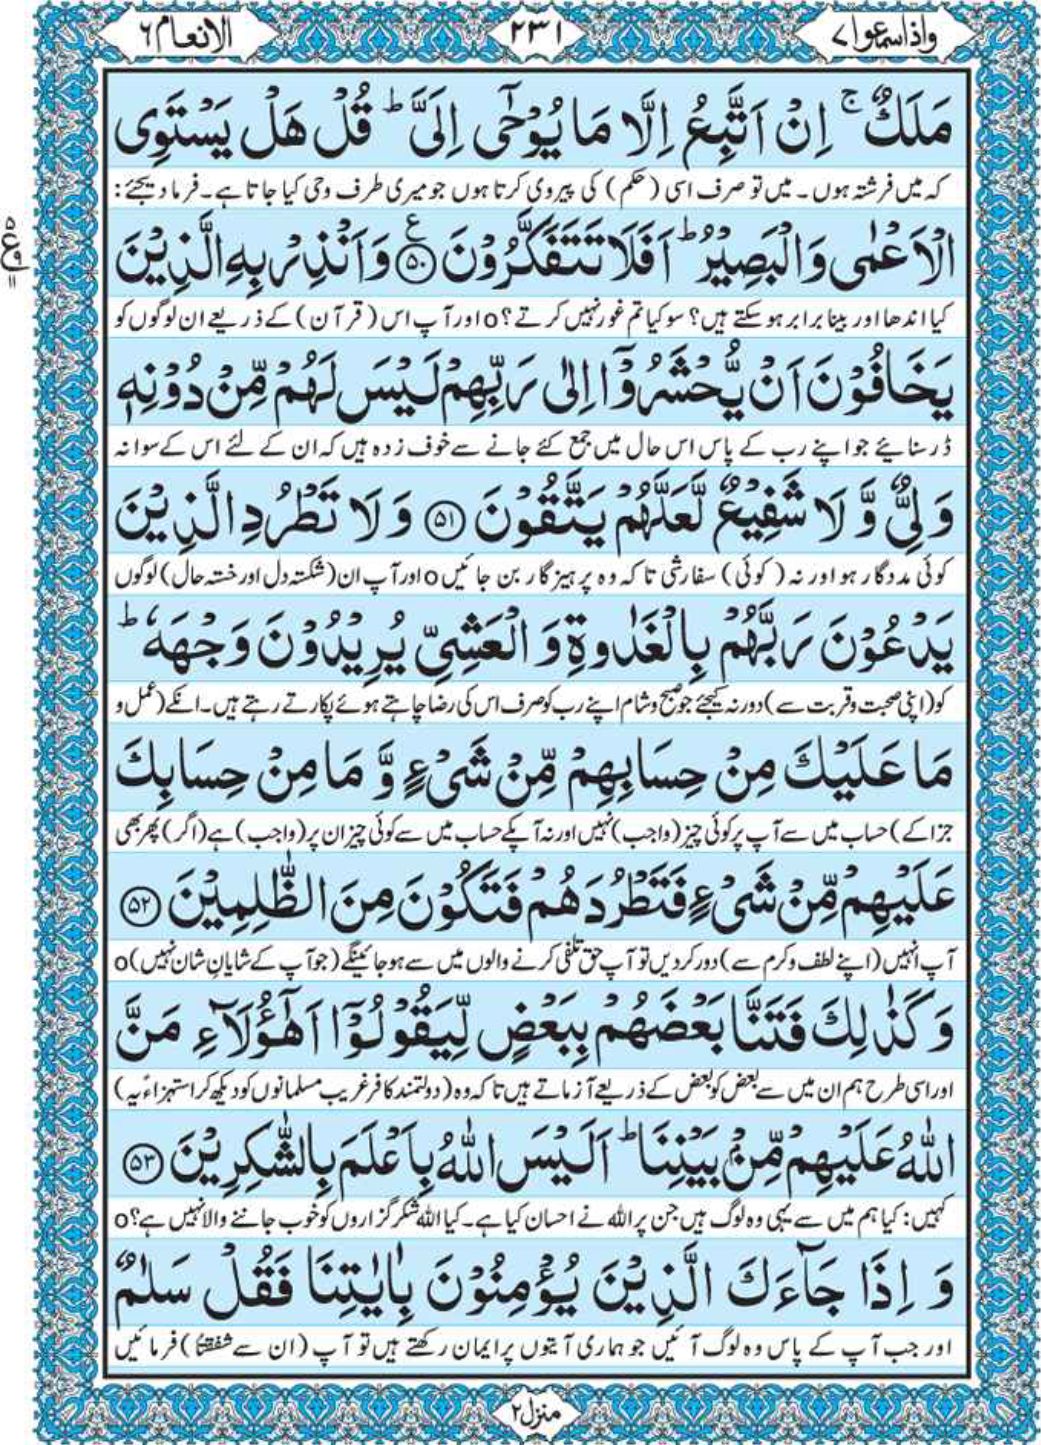 واذا سمعوا ٧ ٢٣١ الانعام ٦
مَلَكٌ ۚ اِنْ اَتَّبِعُ اِلَّا مَا يُوْحٰۤى اِلَىَّ ؕ قُلْ هَلْ يَسْتَوِى
کہ میں فرشتہ ہوں۔ میں تو صرف اسی (حکم) کی پیروی کرتا ہوں جو میری طرف وحی کیا جاتا ہے۔ فرما دیجئے:
الْاَعْمٰى وَالْبَصِيْرُ ؕ اَفَلَا تَتَفَكَّرُوْنَ ﴿۵۰﴾ ع وَاَنْذِرْ بِهِ الَّذِيْنَ
ع ۵ ۱۱
کیا اندھا اور بینا برابر ہو سکتے ہیں؟ سو کیا تم غور نہیں کرتے؟o اور آپ اس (قرآن) کے ذریعے ان لوگوں کو
يَخَافُوْنَ اَنْ يُّحْشَرُوْۤا اِلٰى رَبِّهِمْ لَيْسَ لَهُمْ مِّنْ دُوْنِهٖ
ڈر سنایئے جو اپنے رب کے پاس اس حال میں جمع کئے جانے سے خوف زدہ ہیں کہ ان کے لئے اس کے سوا نہ
وَلِىٌّ وَّ لَا شَفِيْعٌ لَّعَلَّهُمْ يَتَّقُوْنَ ﴿۵۱﴾ وَلَا تَطْرُدِ الَّذِيْنَ
کوئی مددگار ہو اور نہ (کوئی) سفارشی تاکہ وہ پرہیزگار بن جائیںo اور آپ ان (شکستہ دل اور خستہ حال) لوگوں
يَدْعُوْنَ رَبَّهُمْ بِالْغَدٰوةِ وَ الْعَشِىِّ يُرِيْدُوْنَ وَجْهَهٗ ؕ
کو (اپنی صحبت و قربت سے) دور نہ کیجئے جو صبح و شام اپنے رب کو صرف اس کی رضا چاہتے ہوئے پکارتے رہتے ہیں۔ انکے (عمل و
مَا عَلَيْكَ مِنْ حِسَابِهِمْ مِّنْ شَىْءٍ وَّ مَا مِنْ حِسَابِكَ
جزا کے) حساب میں سے آپ پر کوئی چیز (واجب) نہیں اور نہ آپکے حساب میں سے کوئی چیز ان پر (واجب) ہے (اگر) پھر بھی
عَلَيْهِمْ مِّنْ شَىْءٍ فَتَطْرُدَهُمْ فَتَكُوْنَ مِنَ الظّٰلِمِيْنَ ﴿۵۲﴾
آپ انہیں (اپنے لطف و کرم سے) دور کردیں تو آپ حق تلفی کرنے والوں میں سے ہوجائینگے (جو آپ کے شایانِ شان نہیں)o
وَكَذٰلِكَ فَتَنَّا بَعْضَهُمْ بِبَعْضٍ لِّيَقُوْلُوْۤا اَهٰٓؤُلَآءِ مَنَّ
اور اسی طرح ہم ان میں سے بعض کو بعض کے ذریعے آزماتے ہیں تاکہ وہ (دولتمند کافر غریب مسلمانوں کو دیکھ کر استہزاءً یہ)
اللّٰهُ عَلَيْهِمْ مِّنْۢ بَيْنِنَا ؕ اَلَيْسَ اللّٰهُ بِاَعْلَمَ بِالشّٰكِرِيْنَ ﴿۵۳﴾
کہیں: کیا ہم میں سے یہی وہ لوگ ہیں جن پر اللہ نے احسان کیا ہے۔ کیا اللہ شکر گزاروں کو خوب جاننے والا نہیں ہے؟o
وَ اِذَا جَآءَكَ الَّذِيْنَ يُؤْمِنُوْنَ بِاٰيٰتِنَا فَقُلْ سَلٰمٌ
اور جب آپ کے پاس وہ لوگ آئیں جو ہماری آیتوں پر ایمان رکھتے ہیں تو آپ (ان سے شفقتًا) فرمائیں
منزل ٢